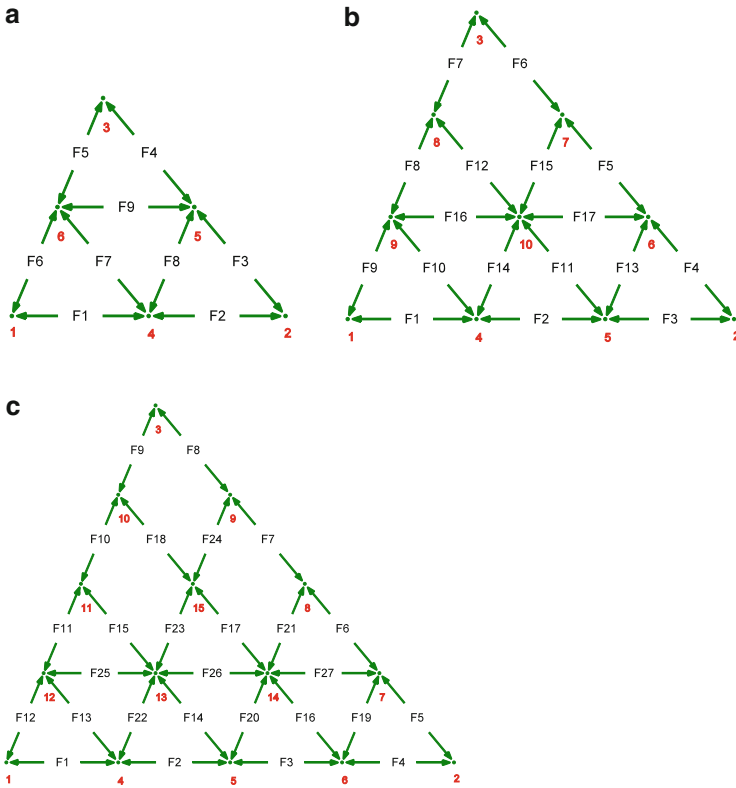 a
3
F5 F4
F9
6 5
F6 F7 F8 F3
F1 F2
1 4 2
b
3
F7 F6
8 7
F8 F12 F15 F5
F16 F17
9 10 6
F9 F10 F14 F11 F13 F4
F1 F2 F3
1 4 5 2
c
3
F9 F8
10 9
F10 F18 F24 F7
11 15 8
F11 F15 F23 F17 F21 F6
F25 F26 F27
12 13 14 7
F12 F13 F22 F14 F20 F16 F19 F5
F1 F2 F3 F4
1 4 5 6 2